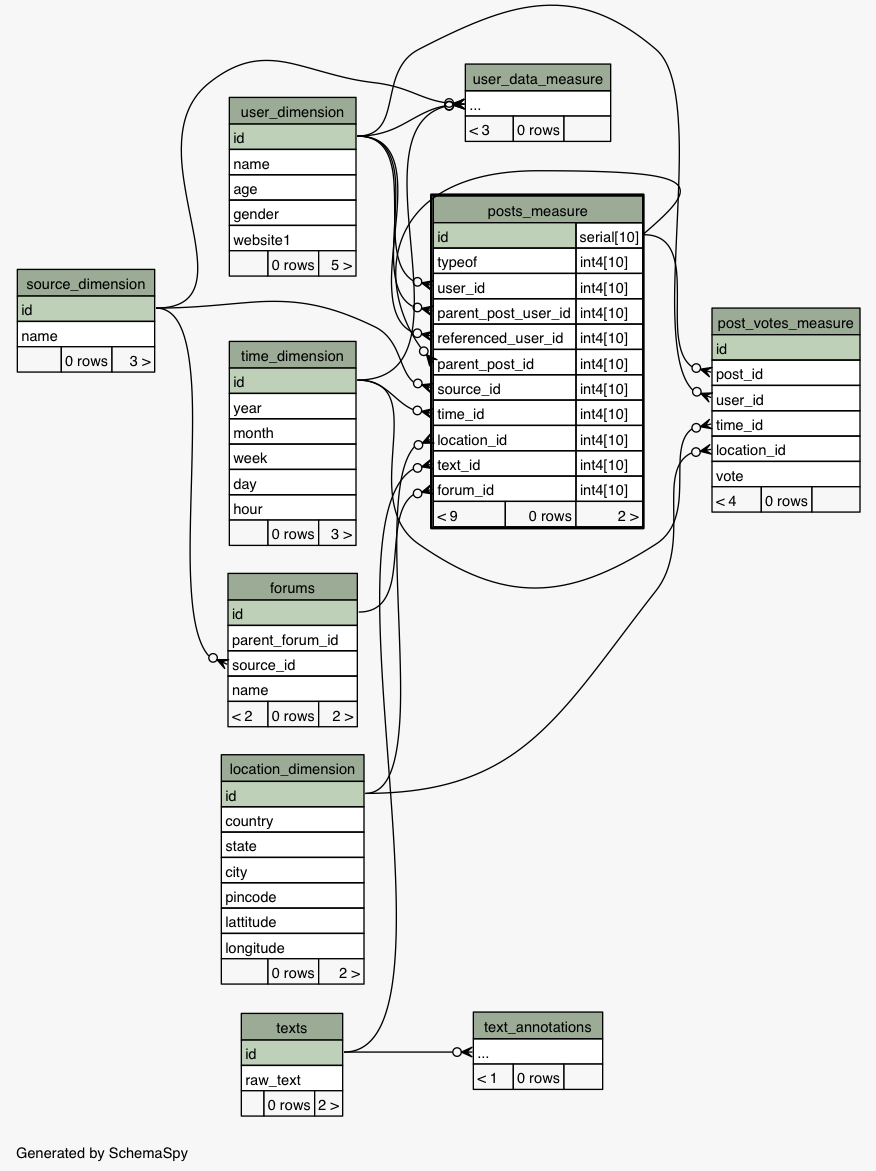 user_data_measure
...
< 3 0 rows
user_dimension
id
name
age
gender
website1
0 rows 5 >
posts_measure
id serial[10]
typeof int4[10]
user_id int4[10]
parent_post_user_id int4[10]
referenced_user_id int4[10]
parent_post_id int4[10]
source_id int4[10]
time_id int4[10]
location_id int4[10]
text_id int4[10]
forum_id int4[10]
< 9 0 rows 2 >
source_dimension
id
name
0 rows 3 >
post_votes_measure
id
post_id
user_id
time_id
location_id
vote
< 4 0 rows
time_dimension
id
year
month
week
day
hour
0 rows 3 >
forums
id
parent_forum_id
source_id
name
< 2 0 rows 2 >
location_dimension
id
country
state
city
pincode
lattitude
longitude
0 rows 2 >
texts
id
raw_text
0 rows 2 >
text_annotations
...
< 1 0 rows
Generated by SchemaSpy